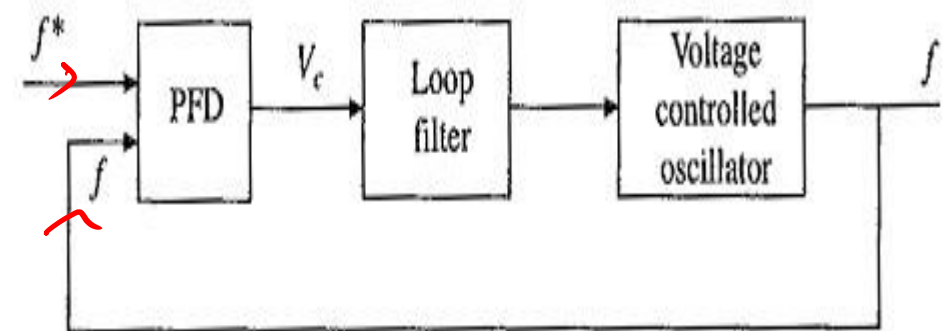 f*
f
PFD
V_c
Loop
filter
Voltage
controlled
oscillator
f